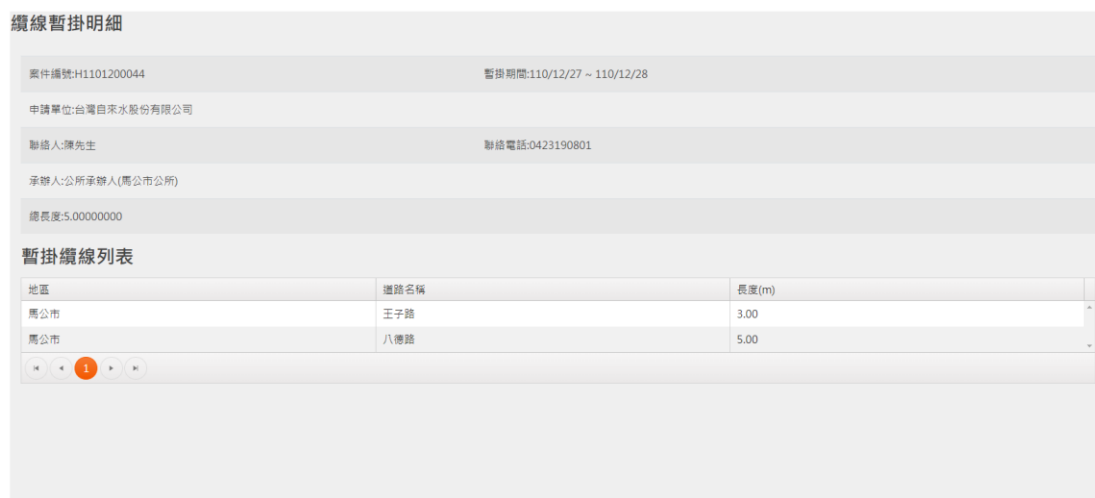 纜線暫掛明細
案件編號:H1101200044 暫掛期間:110/12/27 ~ 110/12/28
申請單位:台灣自來水股份有限公司
聯絡人:陳先生 聯絡電話:0423190801
承辦人:公所承辦人(馬公市公所)
總長度:5.00000000
暫掛纜線列表
地區 道路名稱 長度(m)
馬公市 王子路 3.00
馬公市 八德路 5.00
1